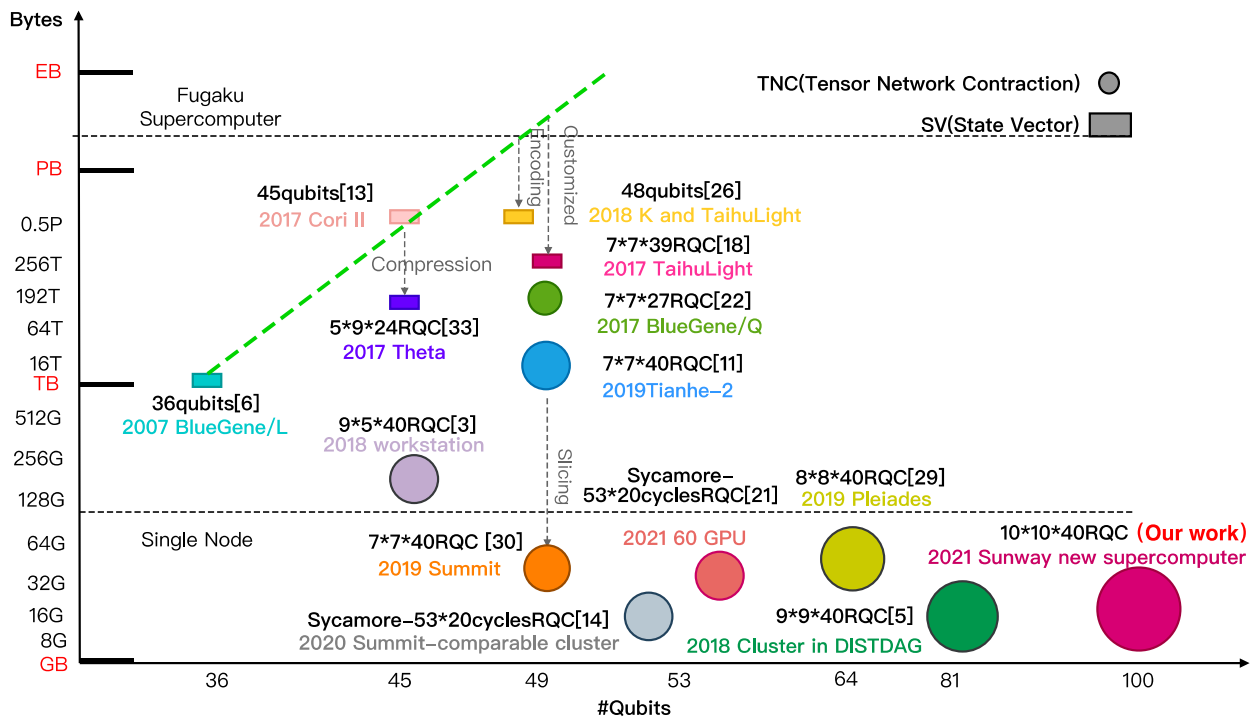 Bytes
EB
Fugaku
Supercomputer
TNC(Tensor Network Contraction)
SV(State Vector)
PB
0.5P
256T
192T
64T
16T
TB
512G
256G
128G
64G
32G
16G
8G
GB
Encoding
Customized
45qubits[13]
2017 Cori II
48qubits[26]
2018 K and TaihuLight
7*7*39RQC[18]
2017 TaihuLight
Compression
7*7*27RQC[22]
2017 BlueGene/Q
5*9*24RQC[33]
2017 Theta
7*7*40RQC[11]
2019Tianhe-2
36qubits[6]
2007 BlueGene/L
9*5*40RQC[3]
2018 workstation
Slicing
Sycamore-
53*20cyclesRQC[21]
8*8*40RQC[29]
2019 Pleiades
Single Node
7*7*40RQC [30]
2019 Summit
2021 60 GPU
10*10*40RQC (Our work)
2021 Sunway new supercomputer
Sycamore-53*20cyclesRQC[14]
2020 Summit-comparable cluster
9*9*40RQC[5]
2018 Cluster in DISTDAG
36
45
49
53
64
81
100
#Qubits